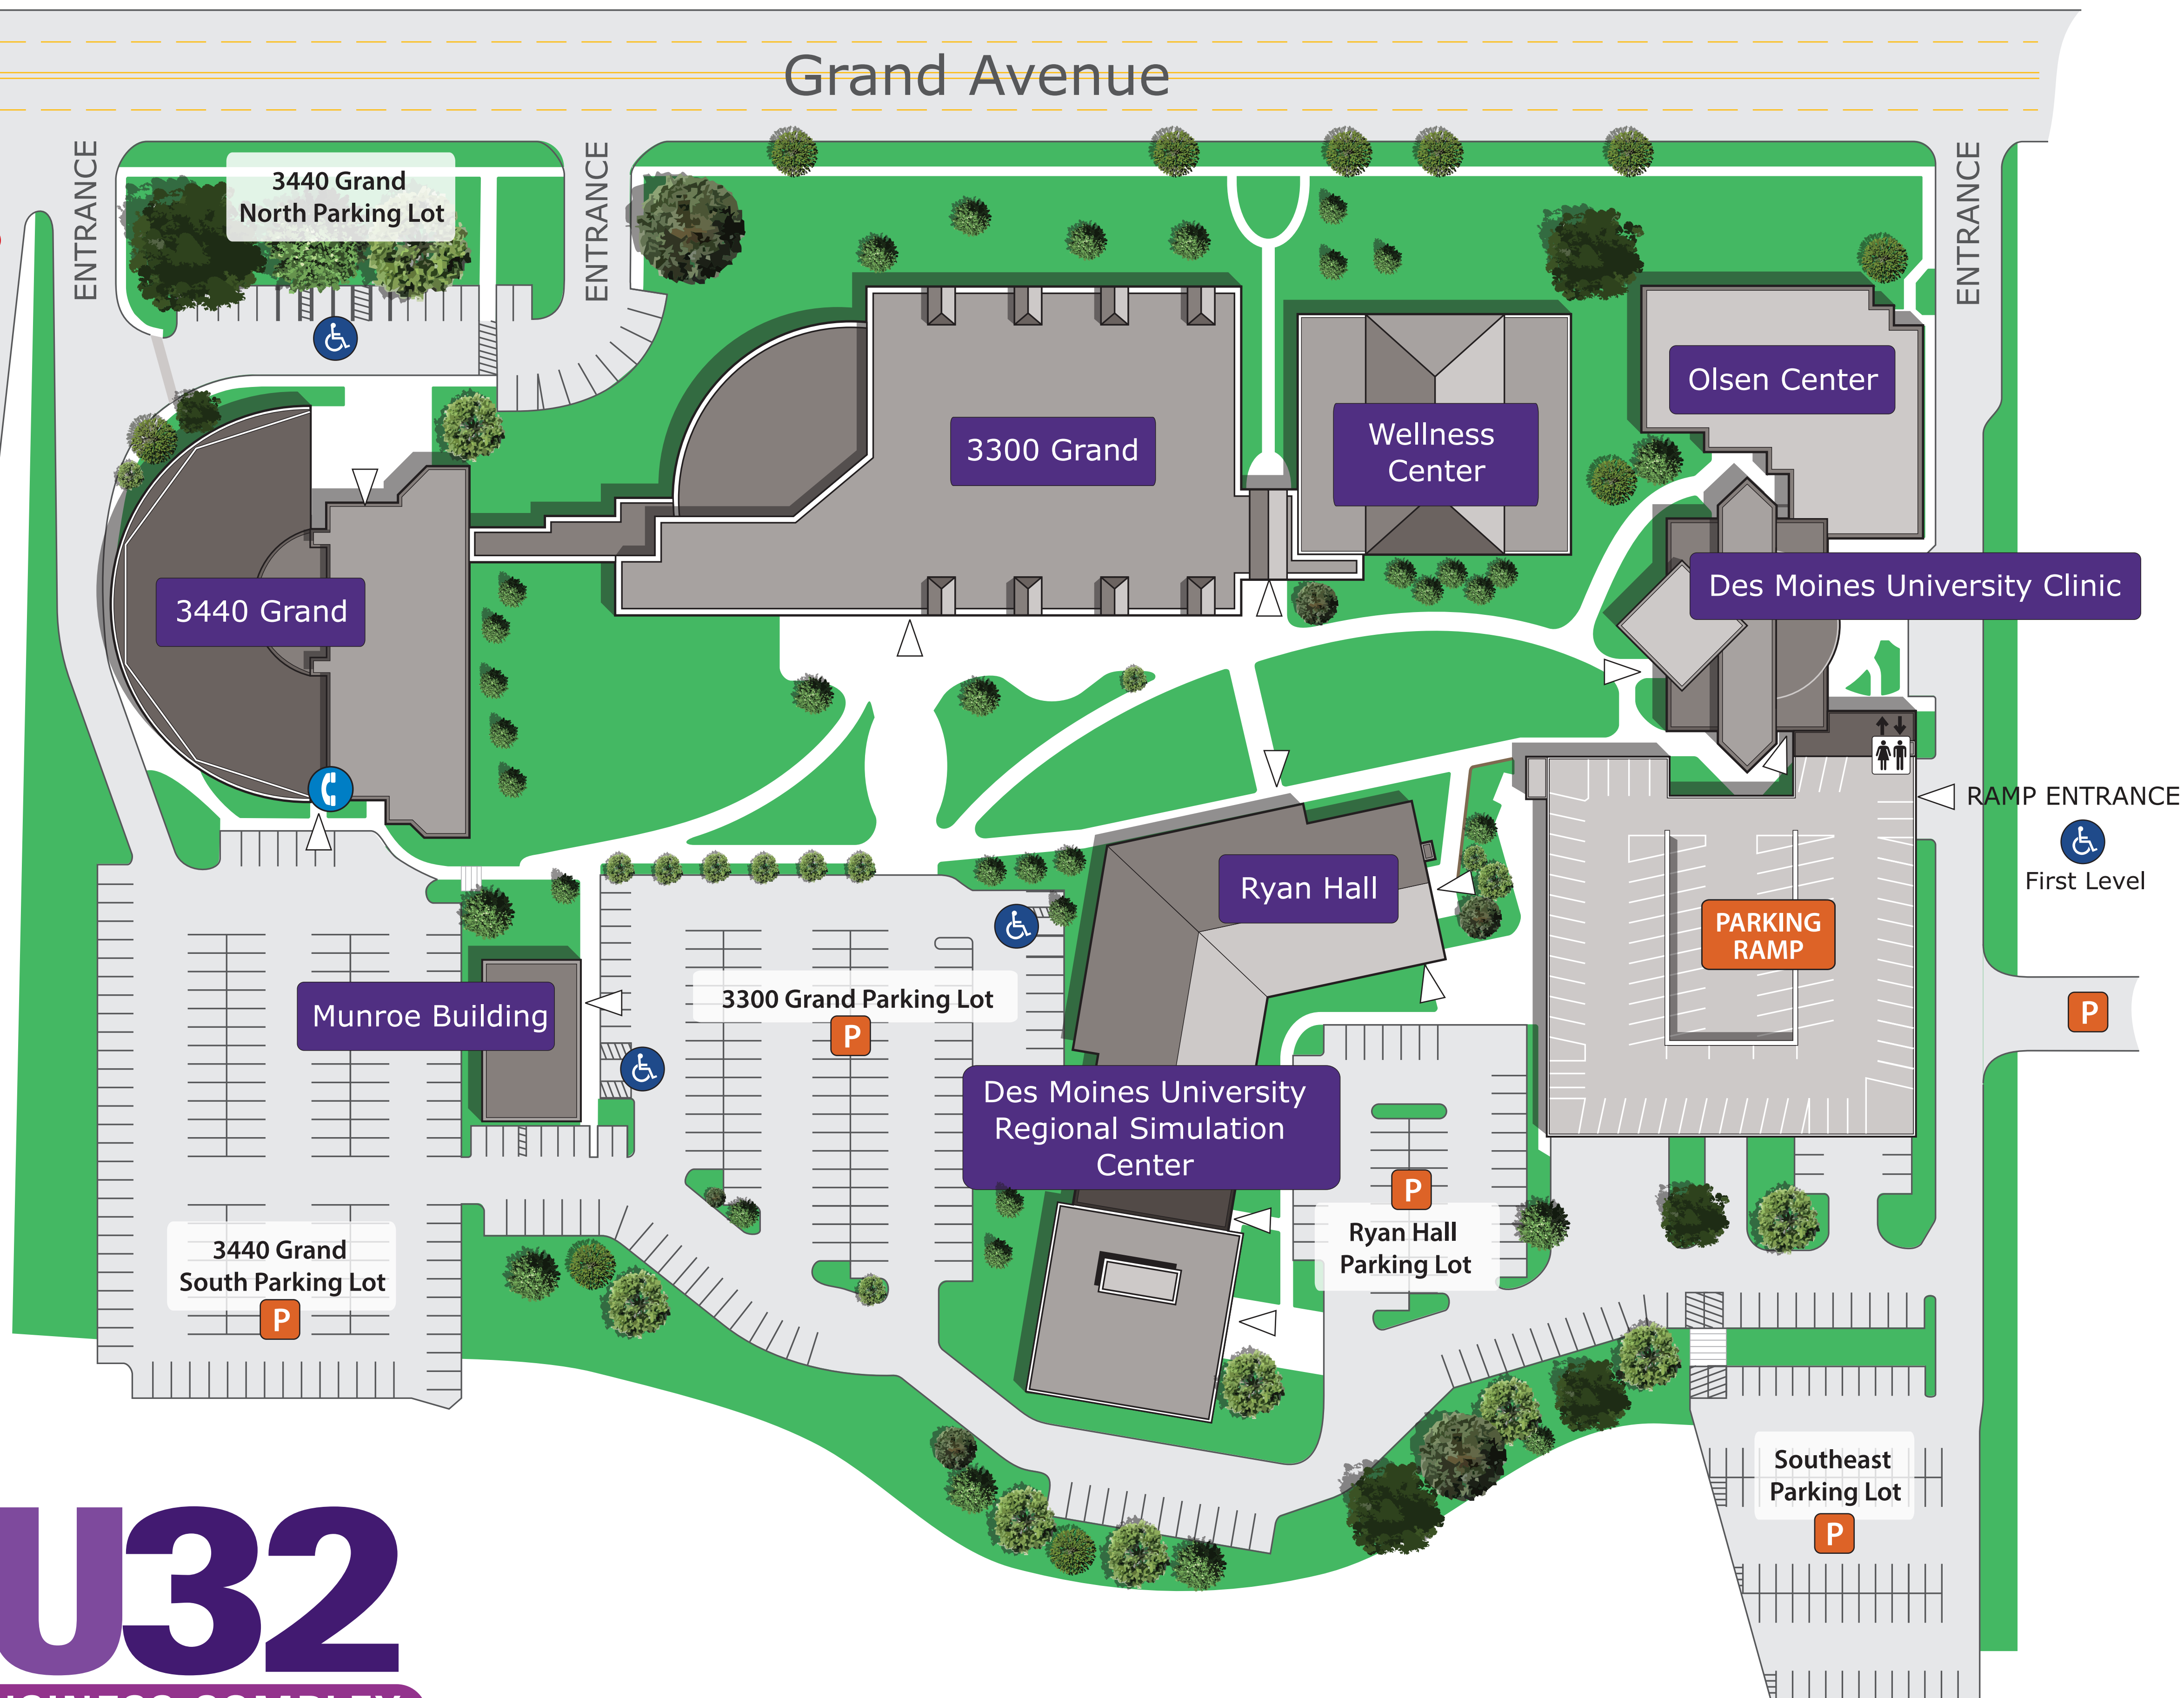 Grand Avenue
ENTRANCE
ENTRANCE
ENTRANCE
3440 Grand
North Parking Lot
Olsen Center
3300 Grand
Wellness
Center
Des Moines University Clinic
3440 Grand
RAMP ENTRANCE
First Level
Ryan Hall
PARKING
RAMP
Munroe Building
3300 Grand Parking Lot
P
P
Des Moines University
Regional Simulation
Center
P
Ryan Hall
Parking Lot
3440 Grand
South Parking Lot
P
Southeast
Parking Lot
P
U32